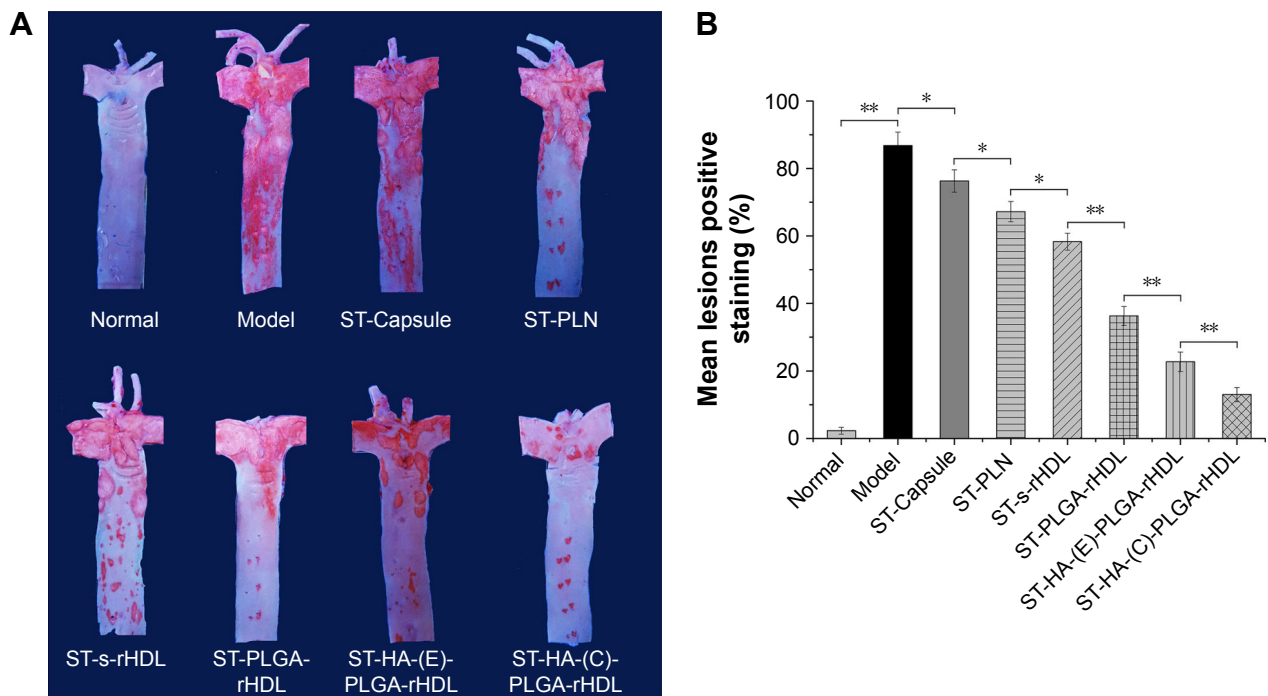 A
Normal
Model
ST-Capsule
ST-PLN
ST-s-rHDL
ST-PLGA-
rHDL
ST-HA-(E)-
PLGA-rHDL
ST-HA-(C)-
PLGA-rHDL
B
Mean lesions positive
staining (%)
100
80
60
40
20
0
**
*
*
*
**
**
**
Normal
Model
ST-Capsule
ST-PLN
ST-s-rHDL
ST-PLGA-rHDL
ST-HA-(E)-PLGA-rHDL
ST-HA-(C)-PLGA-rHDL